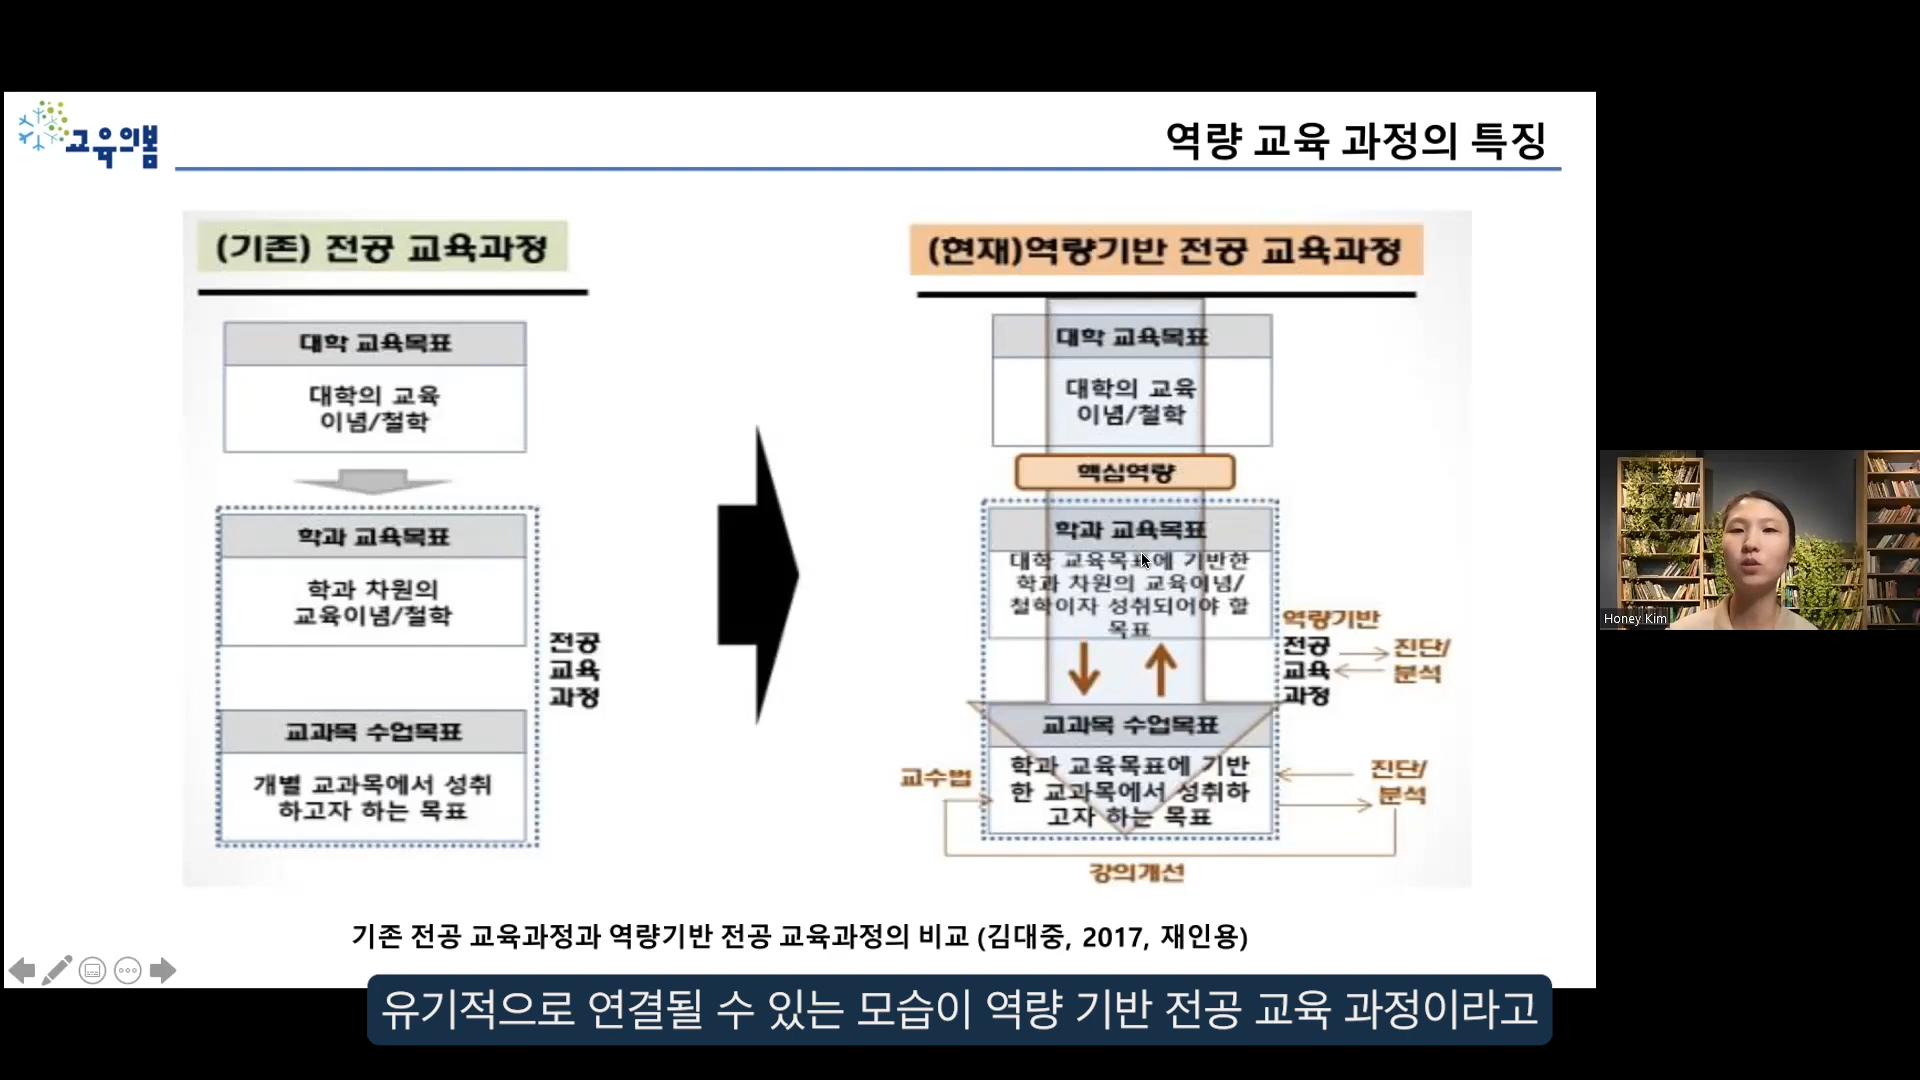 교육의봄
역량 교육 과정의 특징
(기존) 전공 교육과정
대학 교육목표
대학의 교육
이념/철학
학과 교육목표
학과 차원의
교육이념/철학
전공
교육
과정
교과목 수업목표
개별 교과목에서 성취
하고자 하는 목표
(현재)역량기반 전공 교육과정
대학 교육목표
대학의 교육
이념/철학
핵심역량
학과 교육목표
대학 교육목표에 기반한
학과 차원의 교육이념/
철학이자 성취되어야 할
목표
역량기반
전공
교육
과정
진단/
분석
교과목 수업목표
학과 교육목표에 기반
한 교과목에서 성취하
고자 하는 목표
교수법
진단/
분석
강의개선
기존 전공 교육과정과 역량기반 전공 교육과정의 비교 (김대중, 2017, 재인용)
Honey Kim
유기적으로 연결될 수 있는 모습이 역량 기반 전공 교육 과정이라고